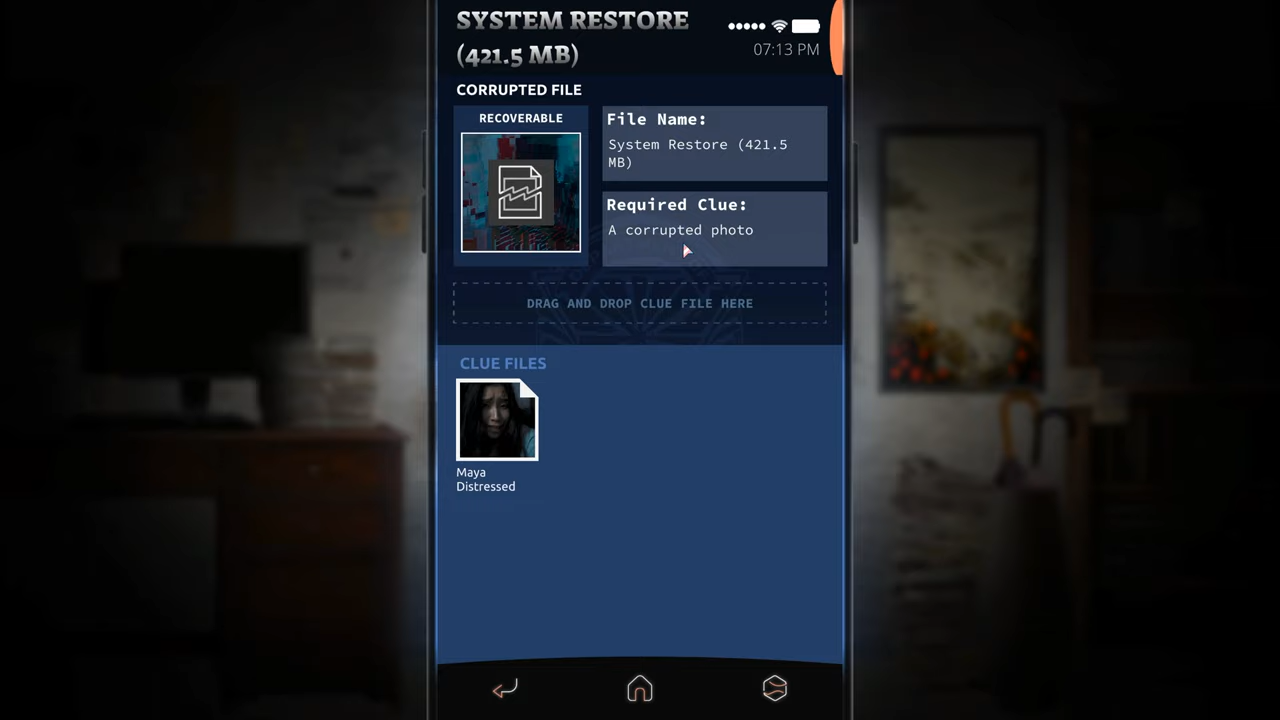 SYSTEM RESTORE
(421.5 MB)
07:13 PM
CORRUPTED FILE
RECOVERABLE
File Name:
System Restore (421.5
MB)
Required Clue:
A corrupted photo
DRAG AND DROP CLUE FILE HERE
CLUE FILES
Maya
Distressed